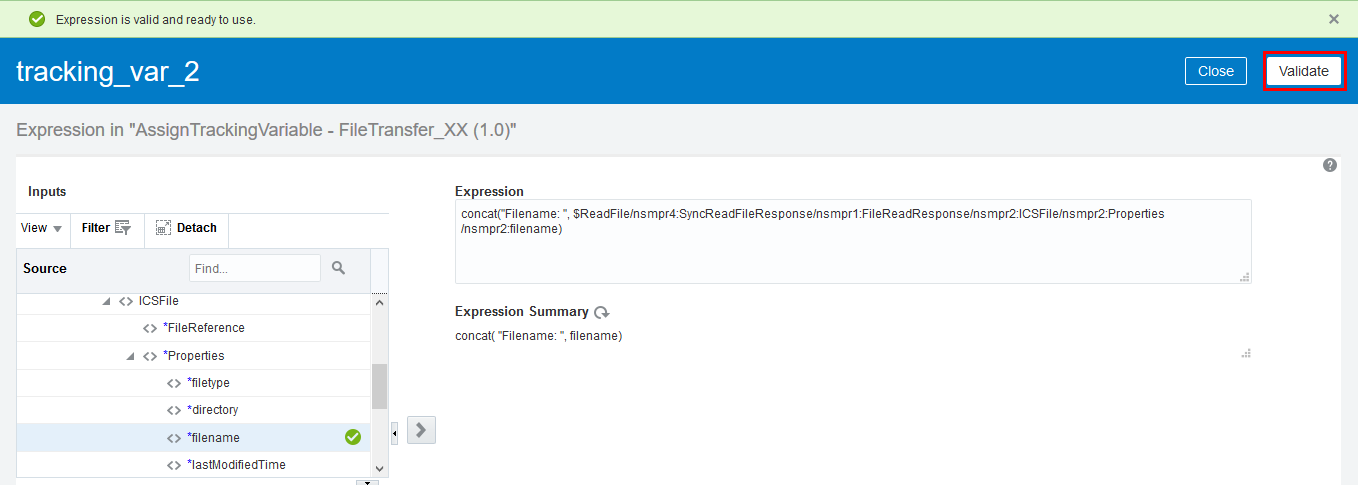 Expression is valid and ready to use.
tracking_var_2
Close
Validate
Expression in "AssignTrackingVariable - FileTransfer_XX (1.0)"
Inputs
View
Filter
Detach
Source
Find...
ICSFile
*FileReference
*Properties
*filetype
*directory
*filename
*lastModifiedTime
Expression
concat("Filename: ", $ReadFile/nsmpr4:SyncReadFileResponse/nsmpr1:FileReadResponse/nsmpr2:ICSFile/nsmpr2:Properties
/nsmpr2:filename)
Expression Summary
concat( "Filename: ", filename)